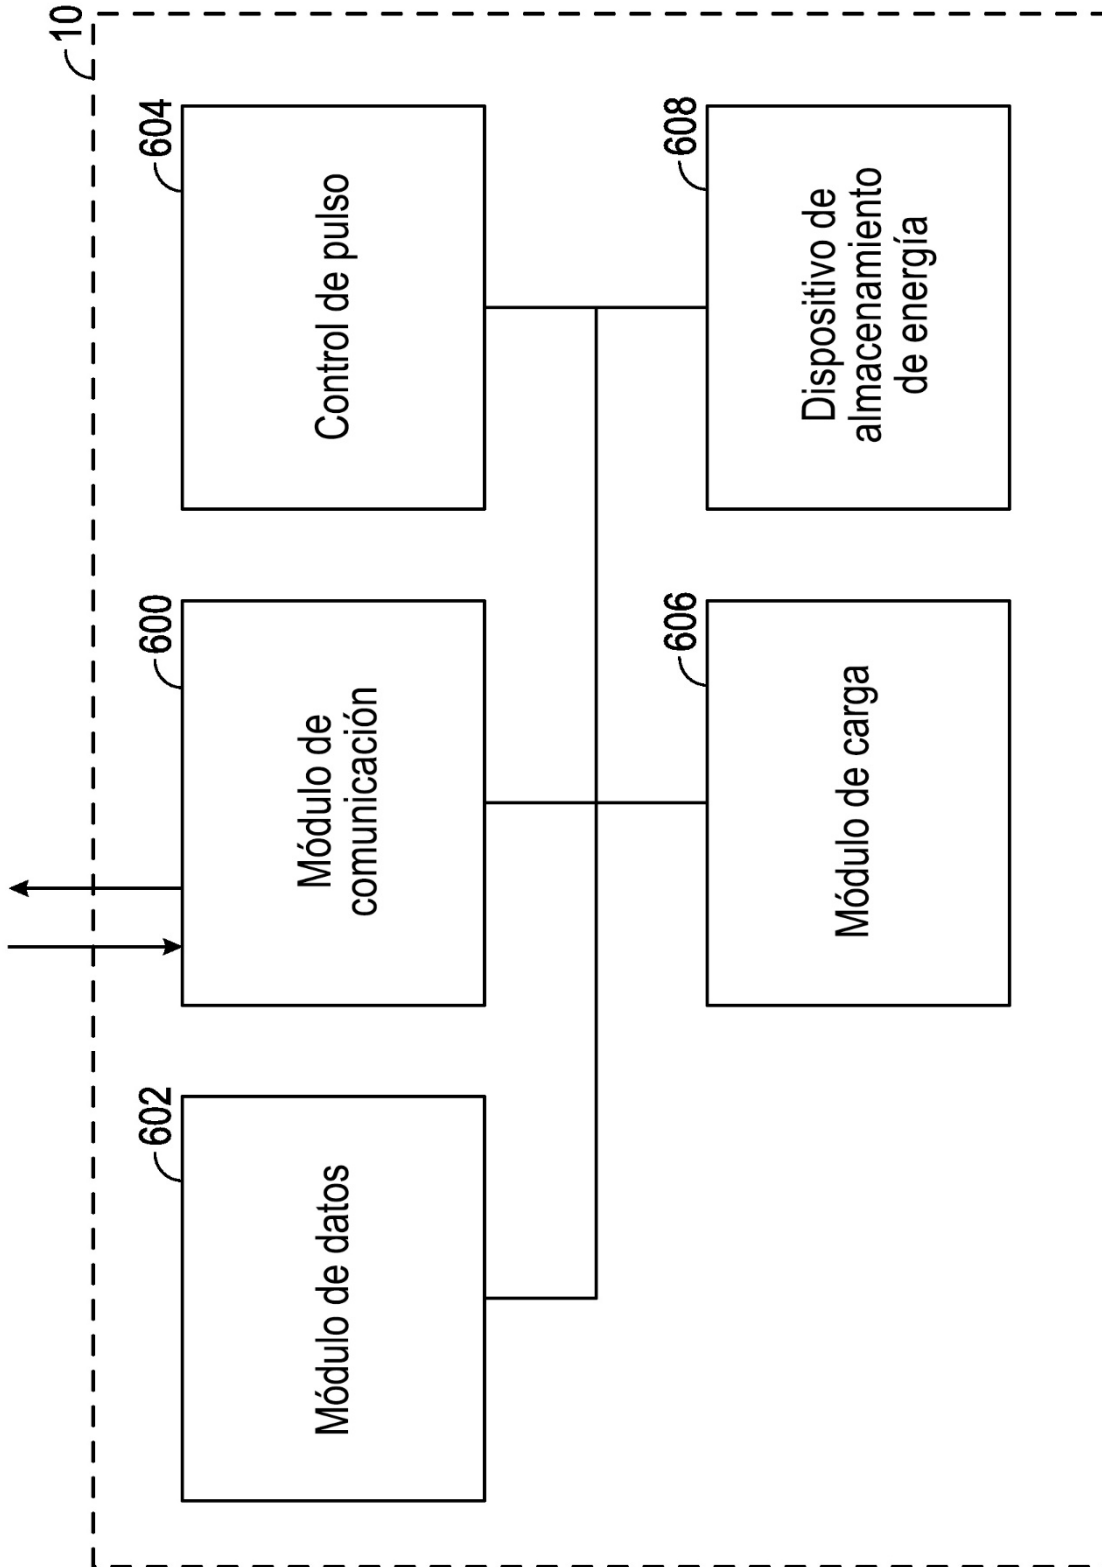 10
602
Módulo de datos
600
Módulo de
comunicación
604
Control de pulso
606
Módulo de carga
608
Dispositivo de
almacenamiento
de energía